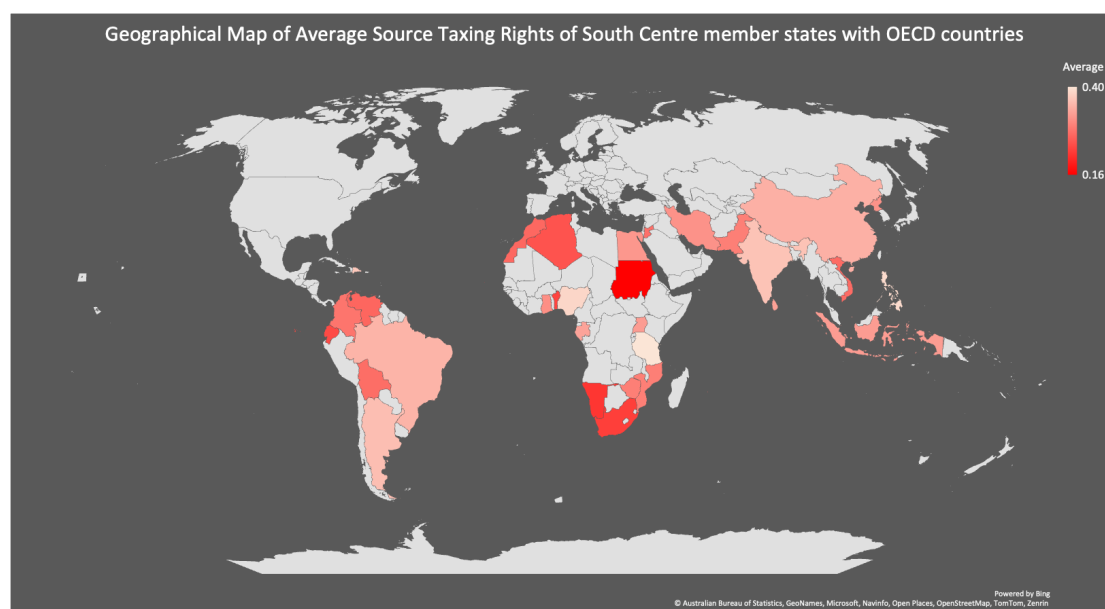 Geographical Map of Average Source Taxing Rights of South Centre member states with OECD countries
Average
0.40
0.16
Powered by Bing
© Australian Bureau of Statistics, GeoNames, Microsoft, Navinfo, Open Places, OpenStreetMap, TomTom, Zenrin